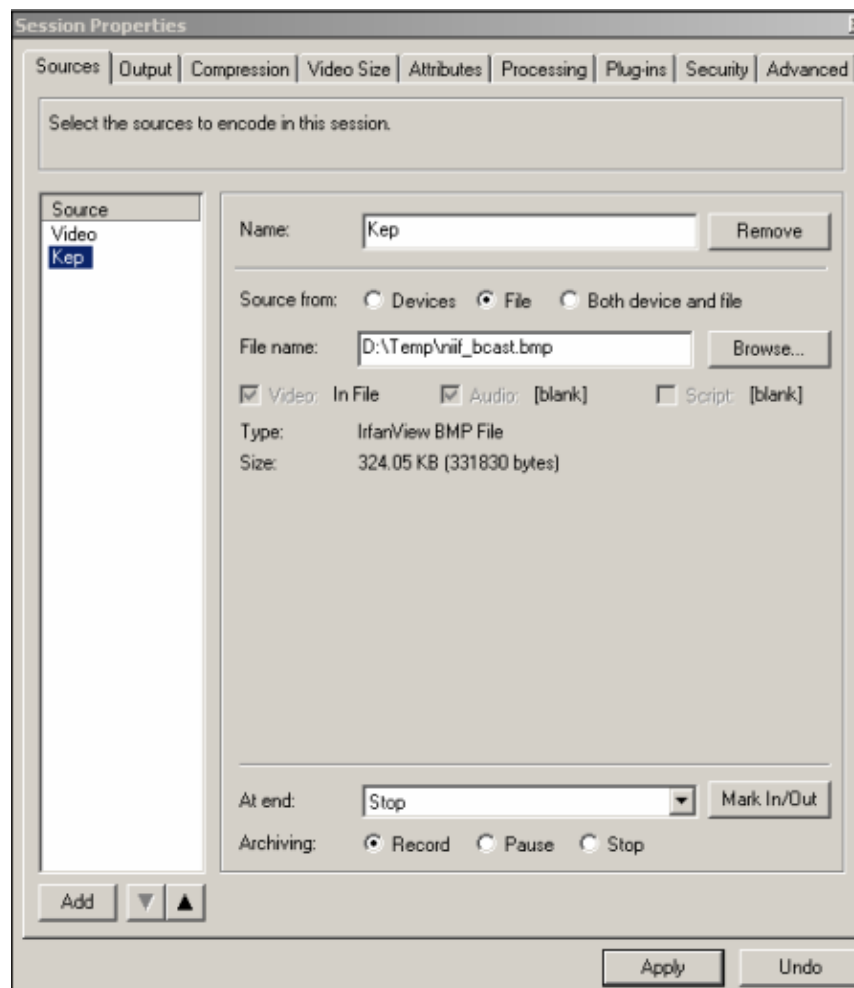 Session Properties
Sources Output Compression Video Size Attributes Processing Plug-ins Security Advanced
Select the sources to encode in this session.
Source
Video
Kep
Name: Kep Remove
Source from: Devices File Both device and file
File name: D:\Temp\niif_bcast.bmp Browse...
Video: In File Audio: [blank] Script: [blank]
Type: IrfanView BMP File
Size: 324.05 KB (331830 bytes)
At end: Stop Mark In/Out
Archiving: Record Pause Stop
Add
Apply Undo